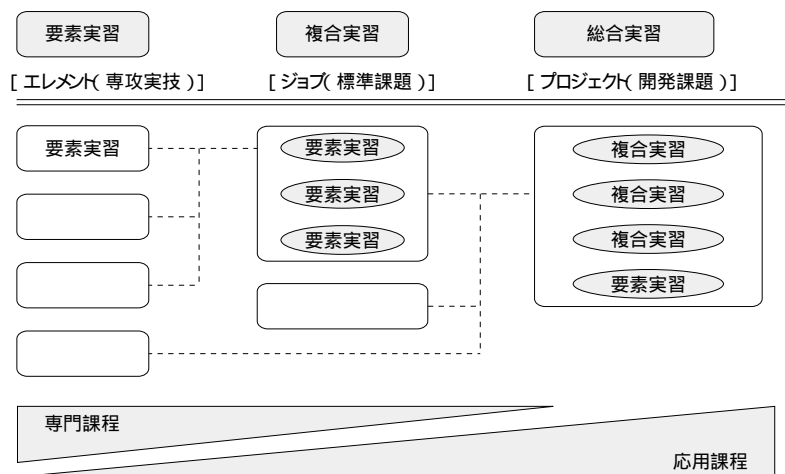 要素実習
複合実習
総合実習
[ エレメント( 専攻実技 ) ]
[ ジョブ( 標準課題 ) ]
[ プロジェクト( 開発課題 ) ]
要素実習
要素実習
要素実習
要素実習
複合実習
複合実習
複合実習
要素実習
専門課程
応用課程